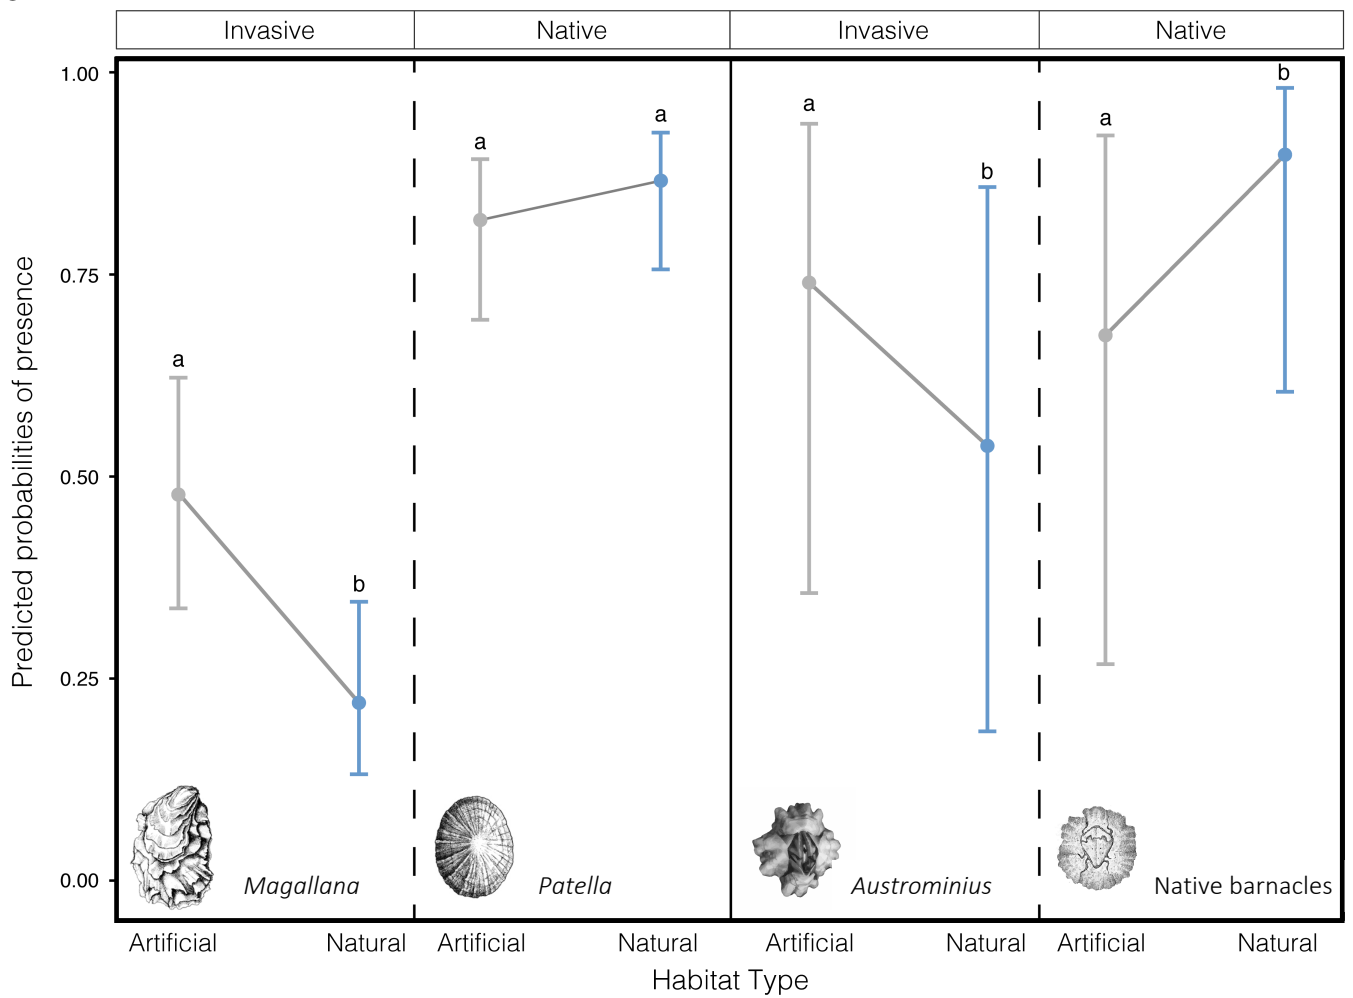 Invasive Native Invasive Native
Predicted probabilities of presence
1.00
0.75
0.50
0.25
0.00
a
b
a
a
a
b
a
b
Magallana Patella Austrominius Native barnacles
Artificial Natural Artificial Natural Artificial Natural Artificial Natural
Habitat Type